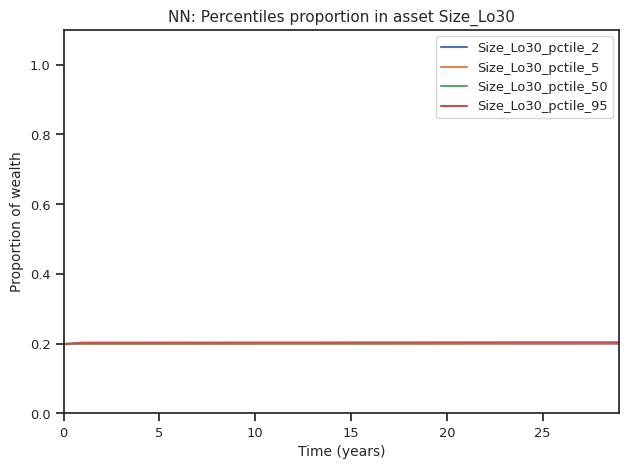 NN: Percentiles proportion in asset Size_Lo30
Size_Lo30_pctile_2
Size_Lo30_pctile_5
Size_Lo30_pctile_50
Size_Lo30_pctile_95
Proportion of wealth
1.0
0.8
0.6
0.4
0.2
0.0
0 5 10 15 20 25
Time (years)